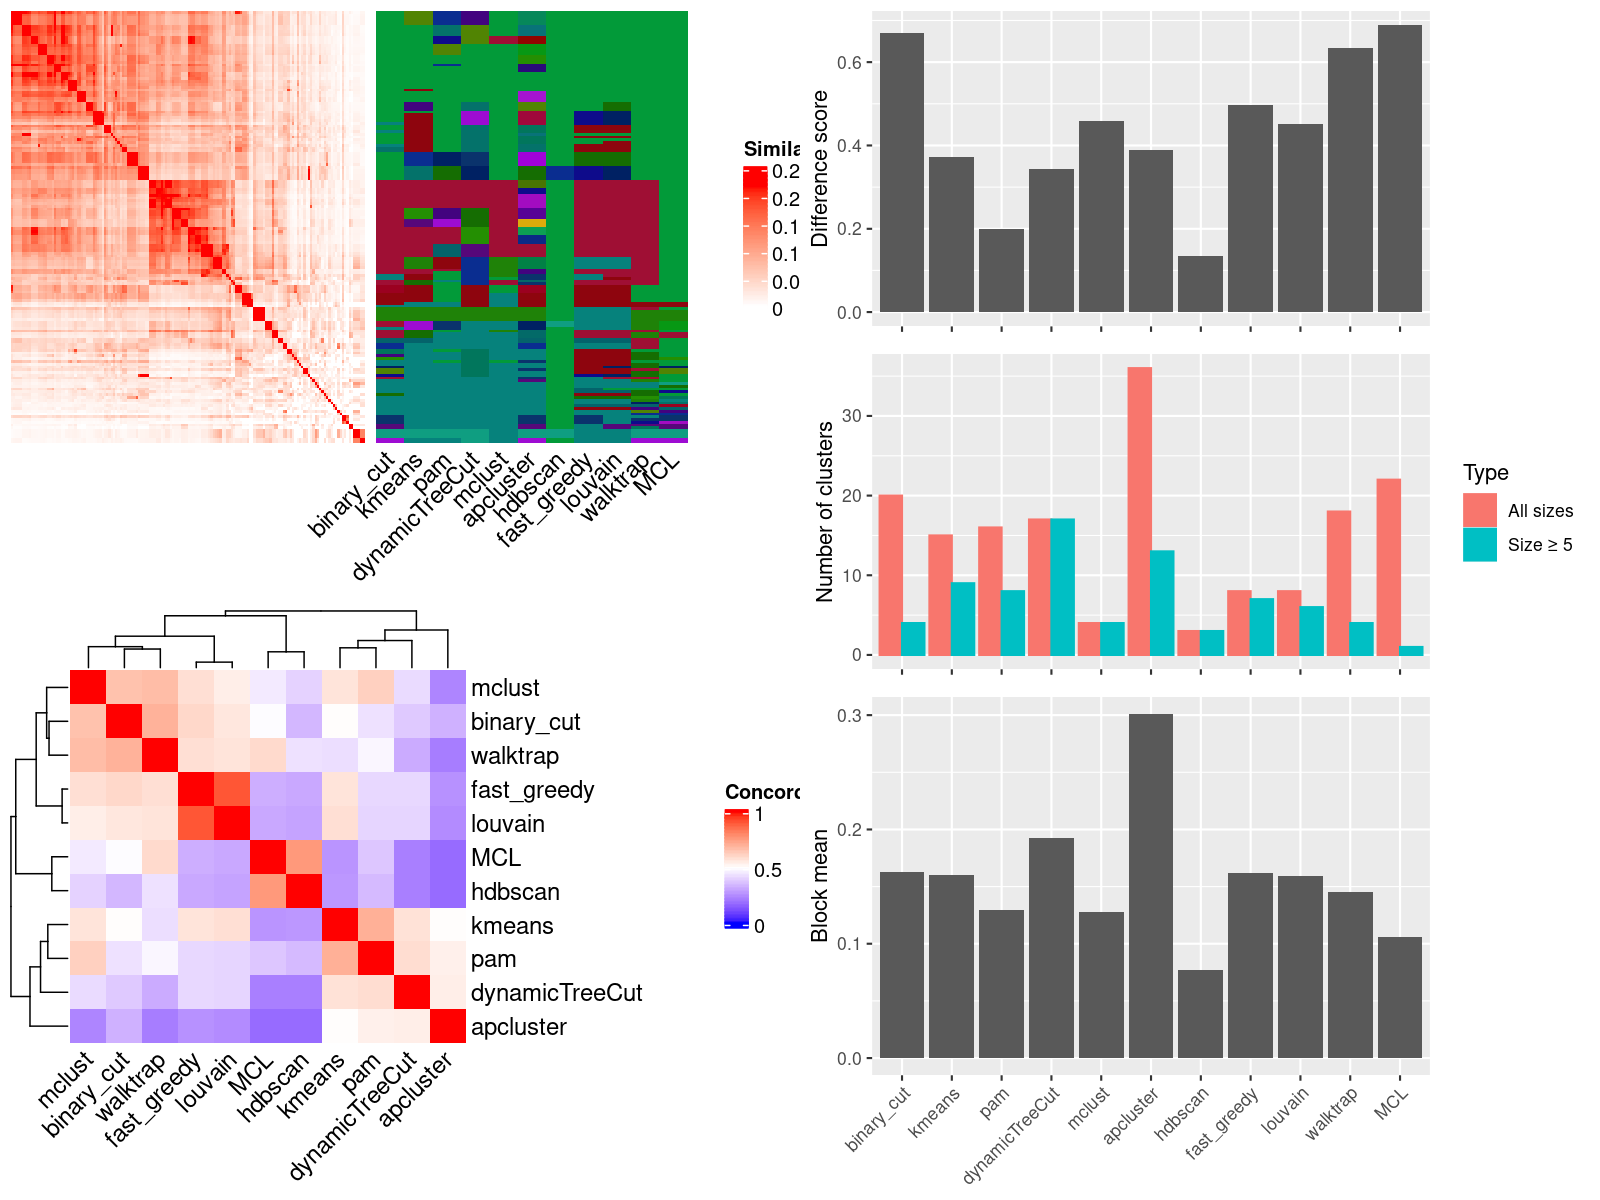 Simila
0.2
0.2
0.1
0.1
0.0
0
binary_cut
kmeans
pam
dynamicTreeCut
mclust
apcluster
hdbscan
fast_greedy
louvain
walktrap
MCL
mclust
binary_cut
walktrap
fast_greedy
louvain
MCL
hdbscan
kmeans
pam
dynamicTreeCut
apcluster
mclust
binary_cut
walktrap
fast_greedy
louvain
MCL
hdbscan
kmeans
pam
dynamicTreeCut
apcluster
Concord
1
0.5
0
Difference score
0.6
0.4
0.2
0.0
Number of clusters
30
20
10
0
Type
All sizes
Size ≥ 5
Block mean
0.3
0.2
0.1
0.0
binary_cut
kmeans
pam
dynamicTreeCut
mclust
apcluster
hdbscan
fast_greedy
louvain
walktrap
MCL